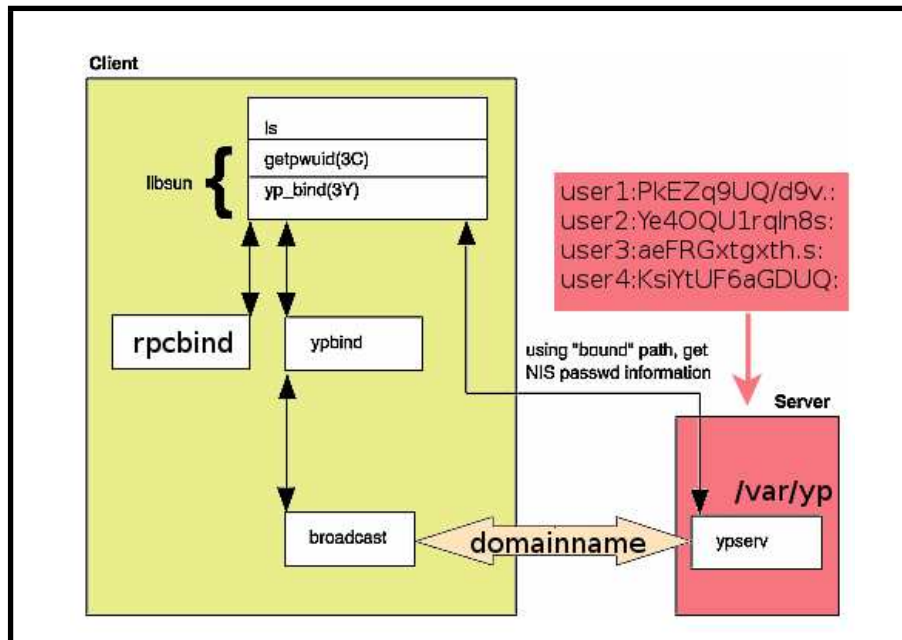 Client
ls
getpwuid(3C)
libsun
yp_bind(3Y)
user1:PkEZq9UQ/d9v.:
user2:Ye4OQU1rqln8s:
user3:aeFRGxtgxth.s:
user4:KsiYtUF6aGDUQ:
rpcbind
ypbind
using "bound" path, get
NIS passwd information
Server
/var/yp
broadcast
domainname
ypserv